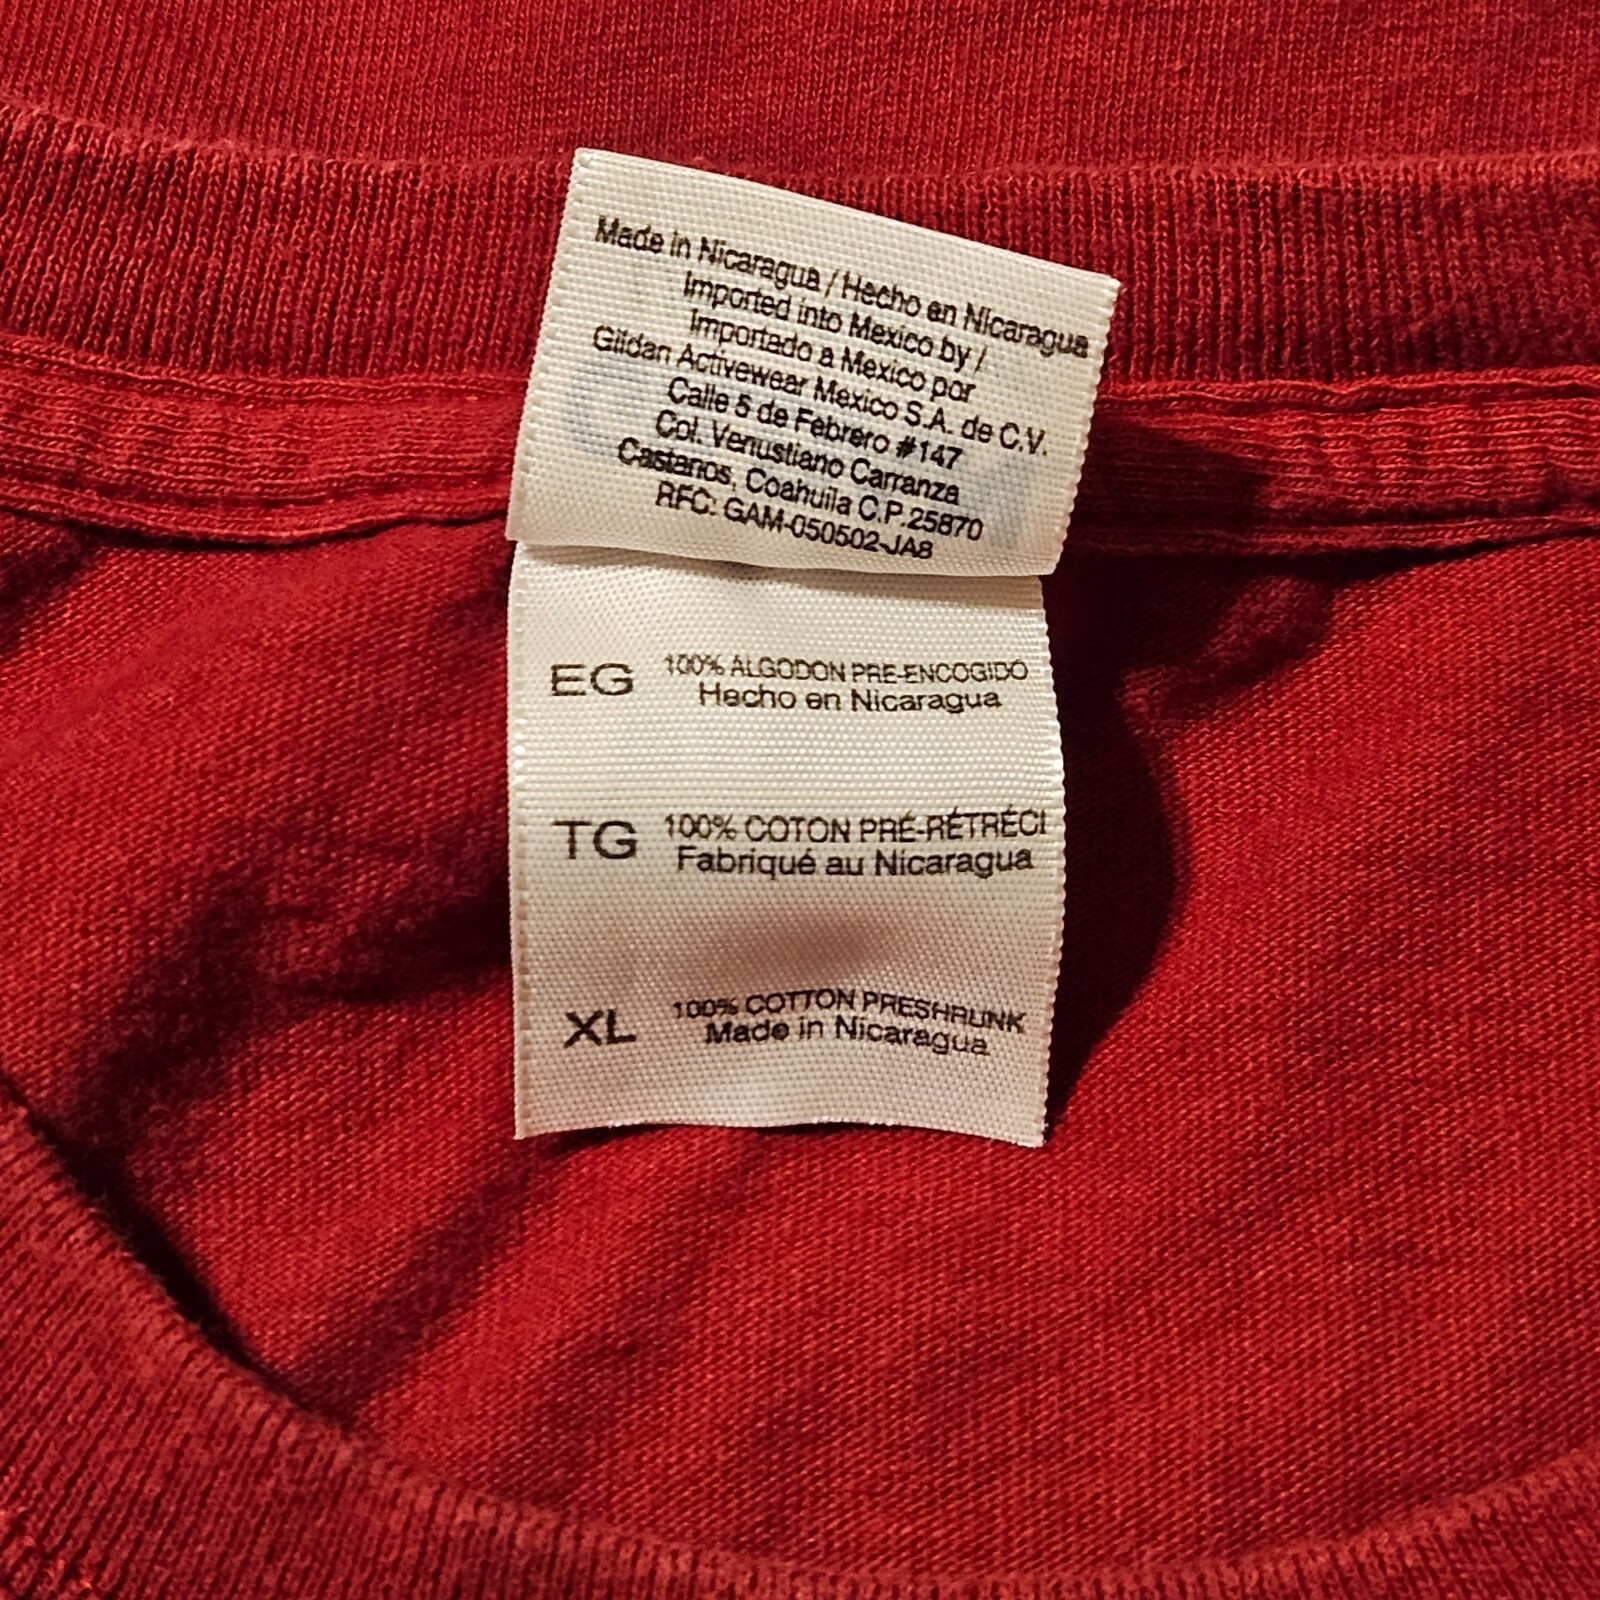 Made in Nicaragua / Hecho en Nicaragua
Imported into Mexico by /
Importado a Mexico por
Gildan Activewear Mexico S.A. de C.V.
Calle 5 de Febrero #147
Col. Venustiano Carranza
Castanos, Coahuila C.P.25870
RFC: GAM-050502-JA8
EG 100% ALGODON PRE-ENCOGIDO
Hecho en Nicaragua
TG 100% COTON PRÉ-RÉTRÉCI
Fabriqué au Nicaragua
XL 100% COTTON PRESHRUNK
Made in Nicaragua